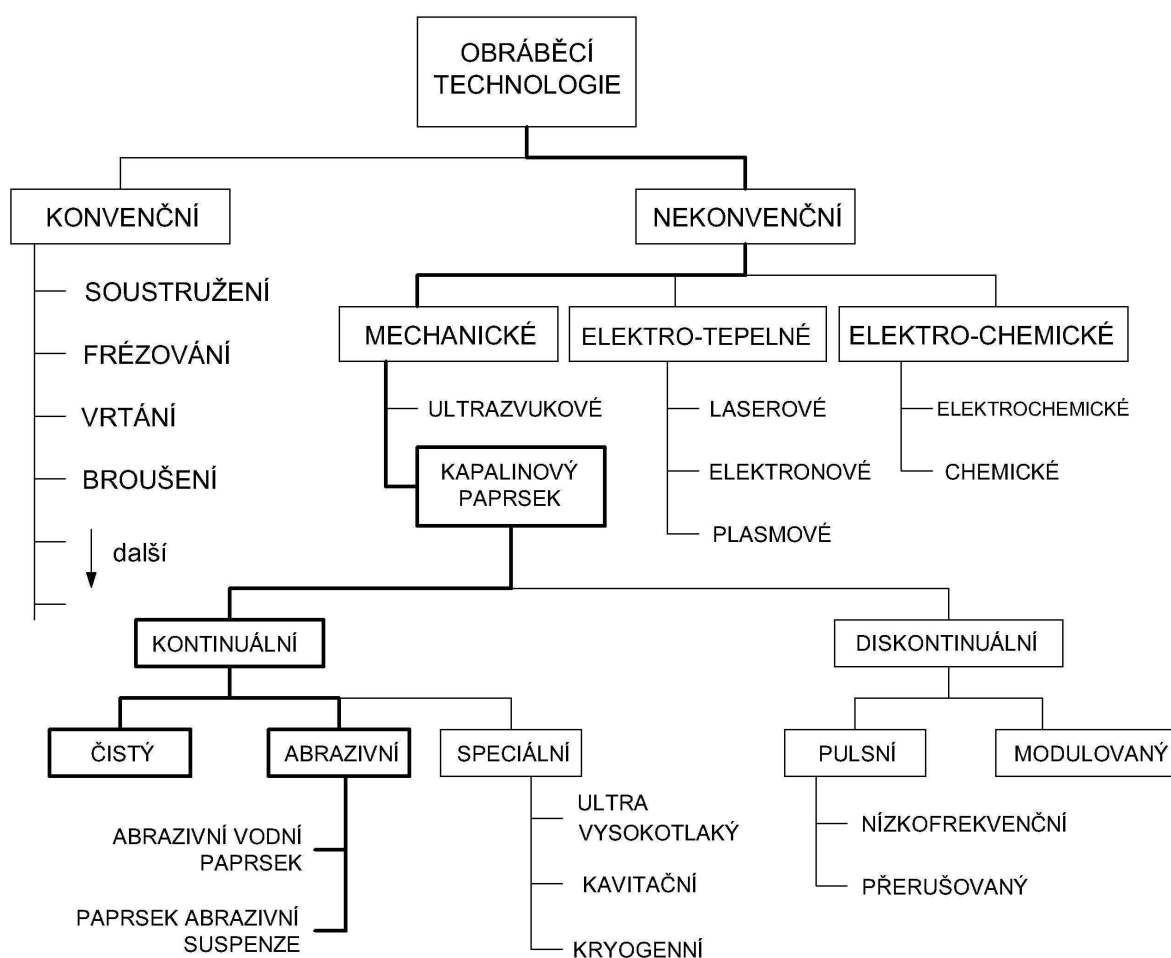 OBRÁBĚCÍ
TECHNOLOGIE
KONVENČNÍ
NEKONVENČNÍ
SOUSTRUŽENÍ
FRÉZOVÁNÍ
VRTÁNÍ
BROUŠENÍ
další
MECHANICKÉ
ELEKTRO-TEPELNÉ
ELEKTRO-CHEMICKÉ
ULTRAZVUKOVÉ
KAPALINOVÝ
PAPRSEK
LASEROVÉ
ELEKTRONOVÉ
PLASMOVÉ
ELEKTROCHEMICKÉ
CHEMICKÉ
KONTINUÁLNÍ
DISKONTINUÁLNÍ
ČISTÝ
ABRAZIVNÍ
SPECIÁLNÍ
PULSNÍ
MODULOVANÝ
ABRAZIVNÍ VODNÍ
PAPRSEK
PAPRSEK ABRAZIVNÍ
SUSPENZE
ULTRA
VYSOKOTLAKÝ
KAVITAČNÍ
KRYOGENNÍ
NÍZKOFREKVENČNÍ
PŘERUŠOVANÝ